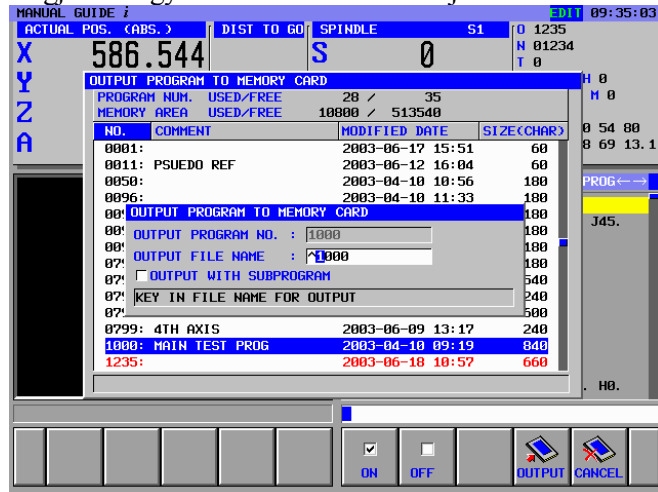 MANUAL GUIDE i EDIT 09:35:03
ACTUAL POS. (ABS.) DIST TO GO SPINDLE S1 O 1235
X 586.544 S 0 N 01234
T 0
Y H 0
M 0
Z
A 0 54 80
8 69 13.1
OUTPUT PROGRAM TO MEMORY CARD
PROGRAM NUM. USED/FREE 28 / 35
MEMORY AREA USED/FREE 10800 / 513540
NO. COMMENT MODIFIED DATE SIZE(CHAR)
0001: 2003-06-17 15:51 60
0011: PSUEDO REF 2003-06-12 16:04 60
0050: 2003-04-10 10:56 180
0096: 2003-04-10 11:33 180
PROG←→
J45.
OUTPUT PROGRAM TO MEMORY CARD
OUTPUT PROGRAM NO. : 1000
OUTPUT FILE NAME : ^1000
OUTPUT WITH SUBPROGRAM
KEY IN FILE NAME FOR OUTPUT
180
180
180
180
540
240
600
0799: 4TH AXIS 2003-06-09 13:17 240
1000: MAIN TEST PROG 2003-04-10 09:19 840
1235: 2003-06-18 10:57 660
. H0.
ON OFF OUTPUT CANCEL